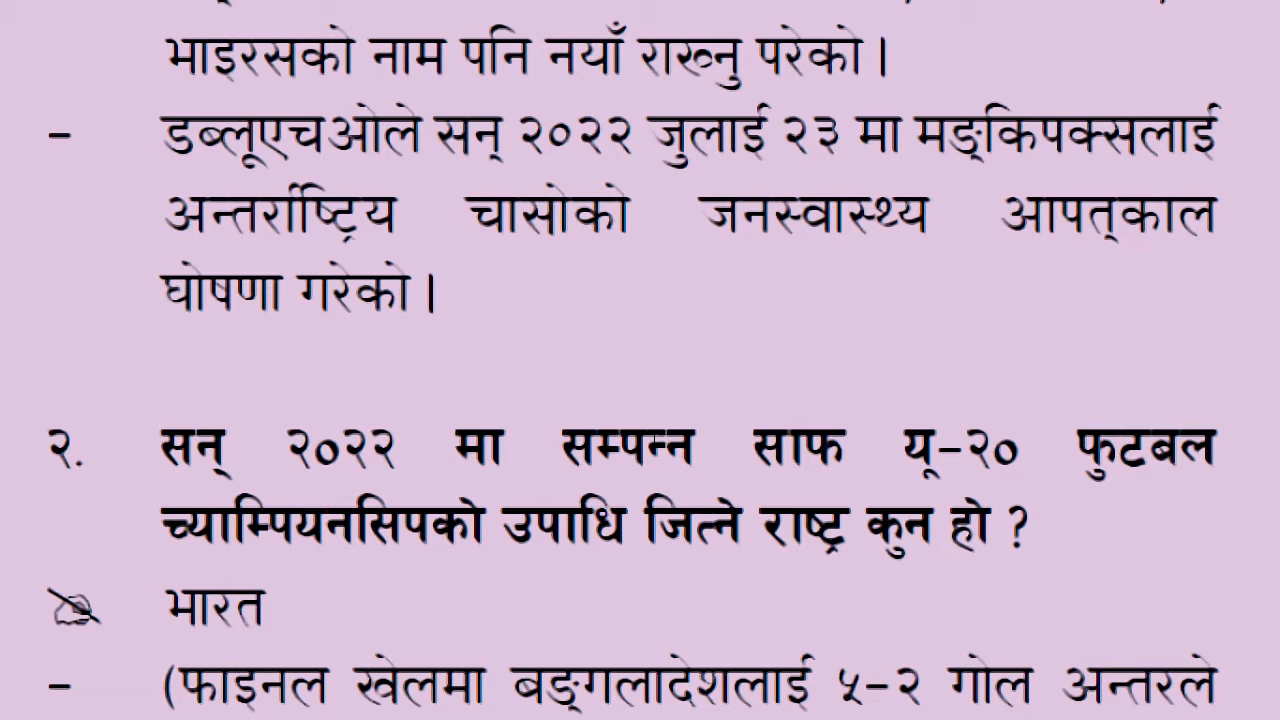 भाइरसको नाम पनि नयाँ राख्नु परेको।
- डब्लूएचओले सन् २०२२ जुलाई २३ मा मङ्किपक्सलाई
अन्तर्राष्ट्रिय चासोको जनस्वास्थ्य आपत्काल
घोषणा गरेको।
२. सन् २०२२ मा सम्पन्न साफ यू-२० फुटबल
च्याम्पियनसिपको उपाधि जित्ने राष्ट्र कुन हो ?
भारत
- (फाइनल खेलमा बङ्गलादेशलाई ५-२ गोल अन्तरले